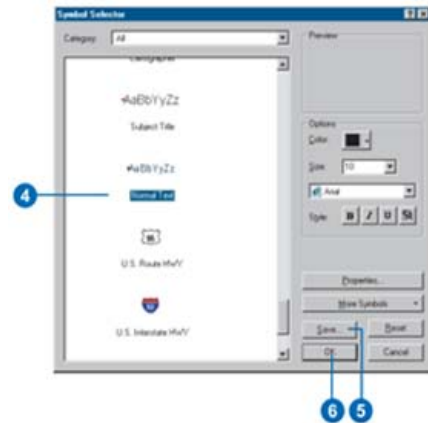 Symbol Selector
Category: All
Preview
Cartographer
AaBbYyZz
Subject Title
AaBbYyZz
Normal Text
U.S. Route HWY
U.S. Interstate HWY
Options
Color:
Size: 10
Arial
Style: B I U
Properties...
More Symbols
Save...
Reset
OK
Cancel
4
6
5